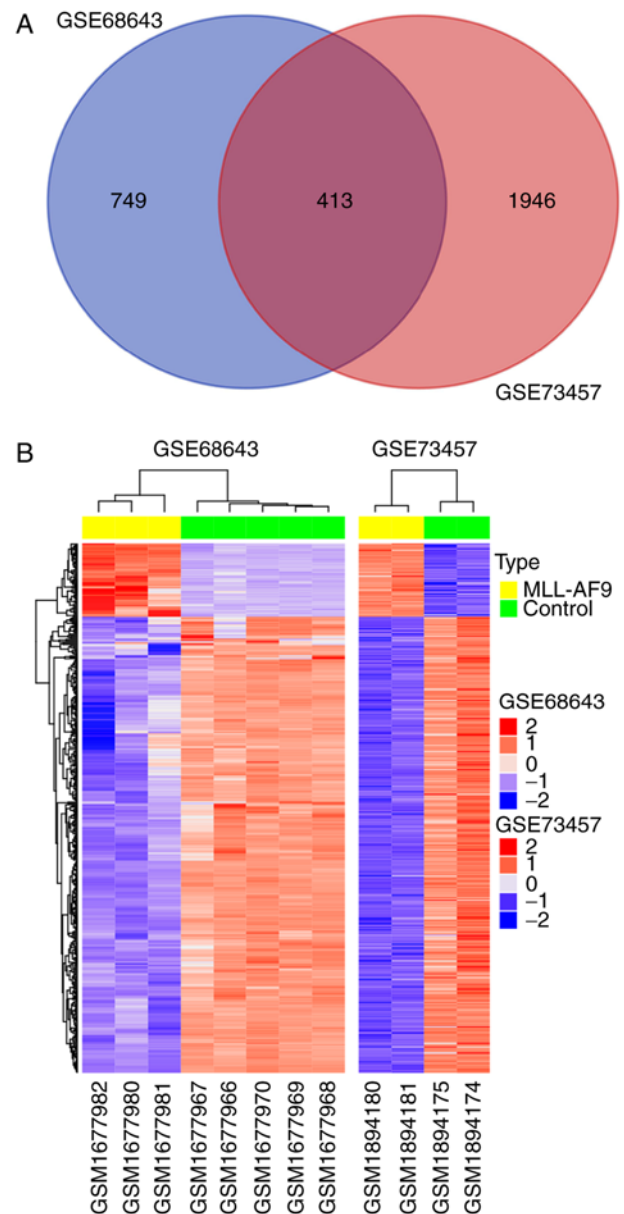 A
GSE68643
749
413
1946
GSE73457
B
GSE68643
GSE73457
Type
MLL-AF9
Control
GSE68643
2
1
0
−1
−2
GSE73457
2
1
0
−1
−2
GSM1677982
GSM1677980
GSM1677981
GSM1677967
GSM1677966
GSM1677970
GSM1677969
GSM1677968
GSM1894180
GSM1894181
GSM1894175
GSM1894174